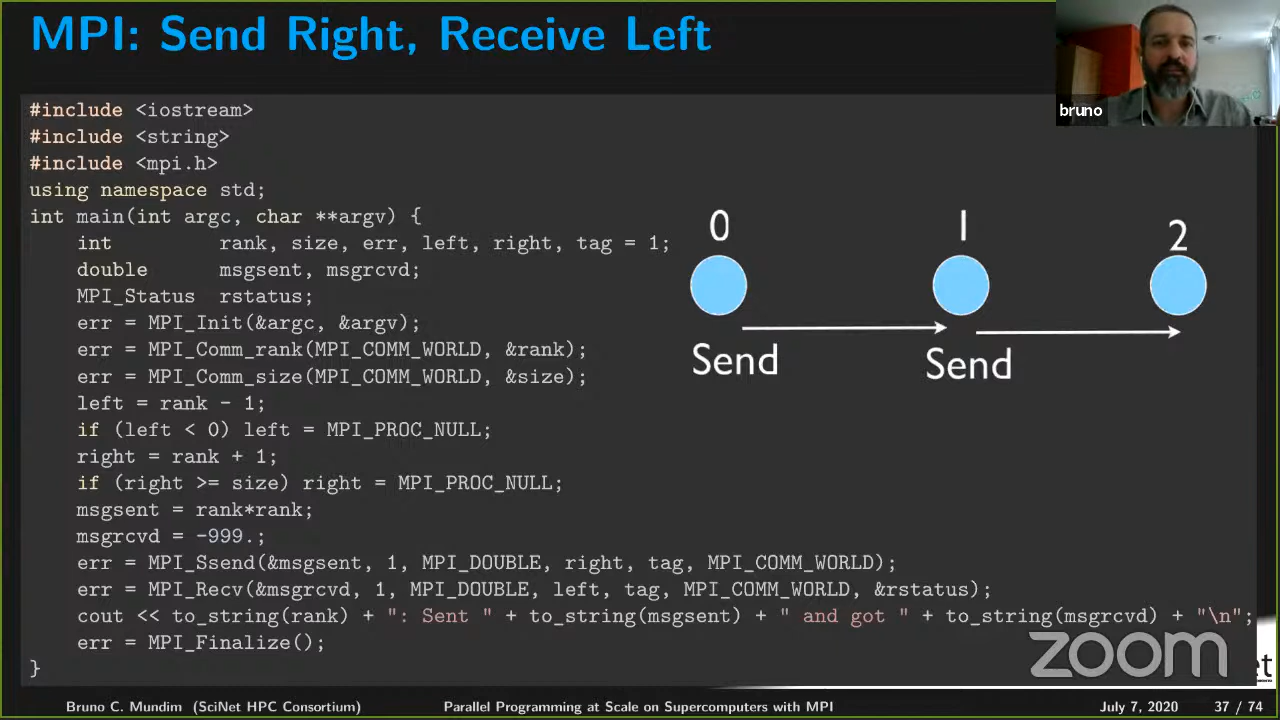 MPI: Send Right, Receive Left
bruno
#include <iostream>
#include <string>
#include <mpi.h>
using namespace std;
int main(int argc, char **argv) {
int rank, size, err, left, right, tag = 1;
double msgsent, msgrcvd;
MPI_Status rstatus;
err = MPI_Init(&argc, &argv);
err = MPI_Comm_rank(MPI_COMM_WORLD, &rank);
err = MPI_Comm_size(MPI_COMM_WORLD, &size);
left = rank - 1;
if (left < 0) left = MPI_PROC_NULL;
right = rank + 1;
if (right >= size) right = MPI_PROC_NULL;
msgsent = rank*rank;
msgrcvd = -999.;
err = MPI_Ssend(&msgsent, 1, MPI_DOUBLE, right, tag, MPI_COMM_WORLD);
err = MPI_Recv(&msgrcvd, 1, MPI_DOUBLE, left, tag, MPI_COMM_WORLD, &rstatus);
cout << to_string(rank) + ": Sent " + to_string(msgsent) + " and got " + to_string(msgrcvd) + "\n";
err = MPI_Finalize();
}
0 1 2
Send Send
zoom
Bruno C. Mundim (SciNet HPC Consortium) Parallel Programming at Scale on Supercomputers with MPI July 7, 2020 37 / 74